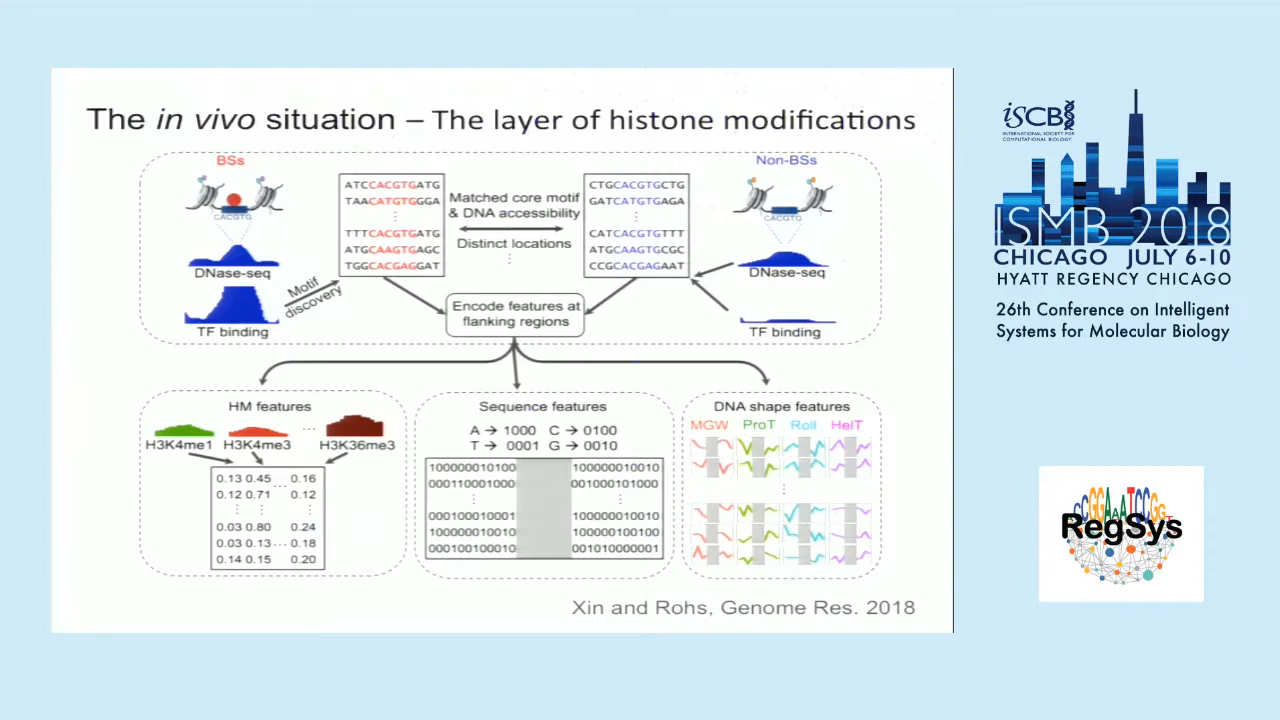 The in vivo situation – The layer of histone modifications
BSs
CACGTG
DNase-seq
TF binding
Motif
discovery
ATCCACGTGATG
TAACATGTGGGA
TTTCACGTGATG
ATGCAAGTGAGC
TGGCACGAGGAT
Matched core motif
& DNA accessibility
Distinct locations
CTGCACGTGCTG
GATCATGTGAGA
CATCACGTGTTT
ATGCAAGTGCGC
CCGCACGAGAAT
Non-BSs
CACGTG
DNase-seq
TF binding
Encode features at
flanking regions
HM features
H3K4me1 H3K4me3 ... H3K36me3
0.13 0.45 ... 0.16
0.12 0.71 0.12
0.03 0.80 0.24
0.03 0.13 ... 0.18
0.14 0.15 0.20
Sequence features
A → 1000 C → 0100
T → 0001 G → 0010
100000010100 100000010010
000110001000 001000101000
000100010001 100000010010
100000100100 100000010010
000100100010 001010000001
DNA shape features
MGW ProT Roll HelT
Xin and Rohs, Genome Res. 2018
ISCB
INTERNATIONAL SOCIETY FOR
COMPUTATIONAL BIOLOGY
ISMB 2018
CHICAGO JULY 6-10
HYATT REGENCY CHICAGO
26th Conference on Intelligent
Systems for Molecular Biology
CCGGAAATCCGGT
RegSys